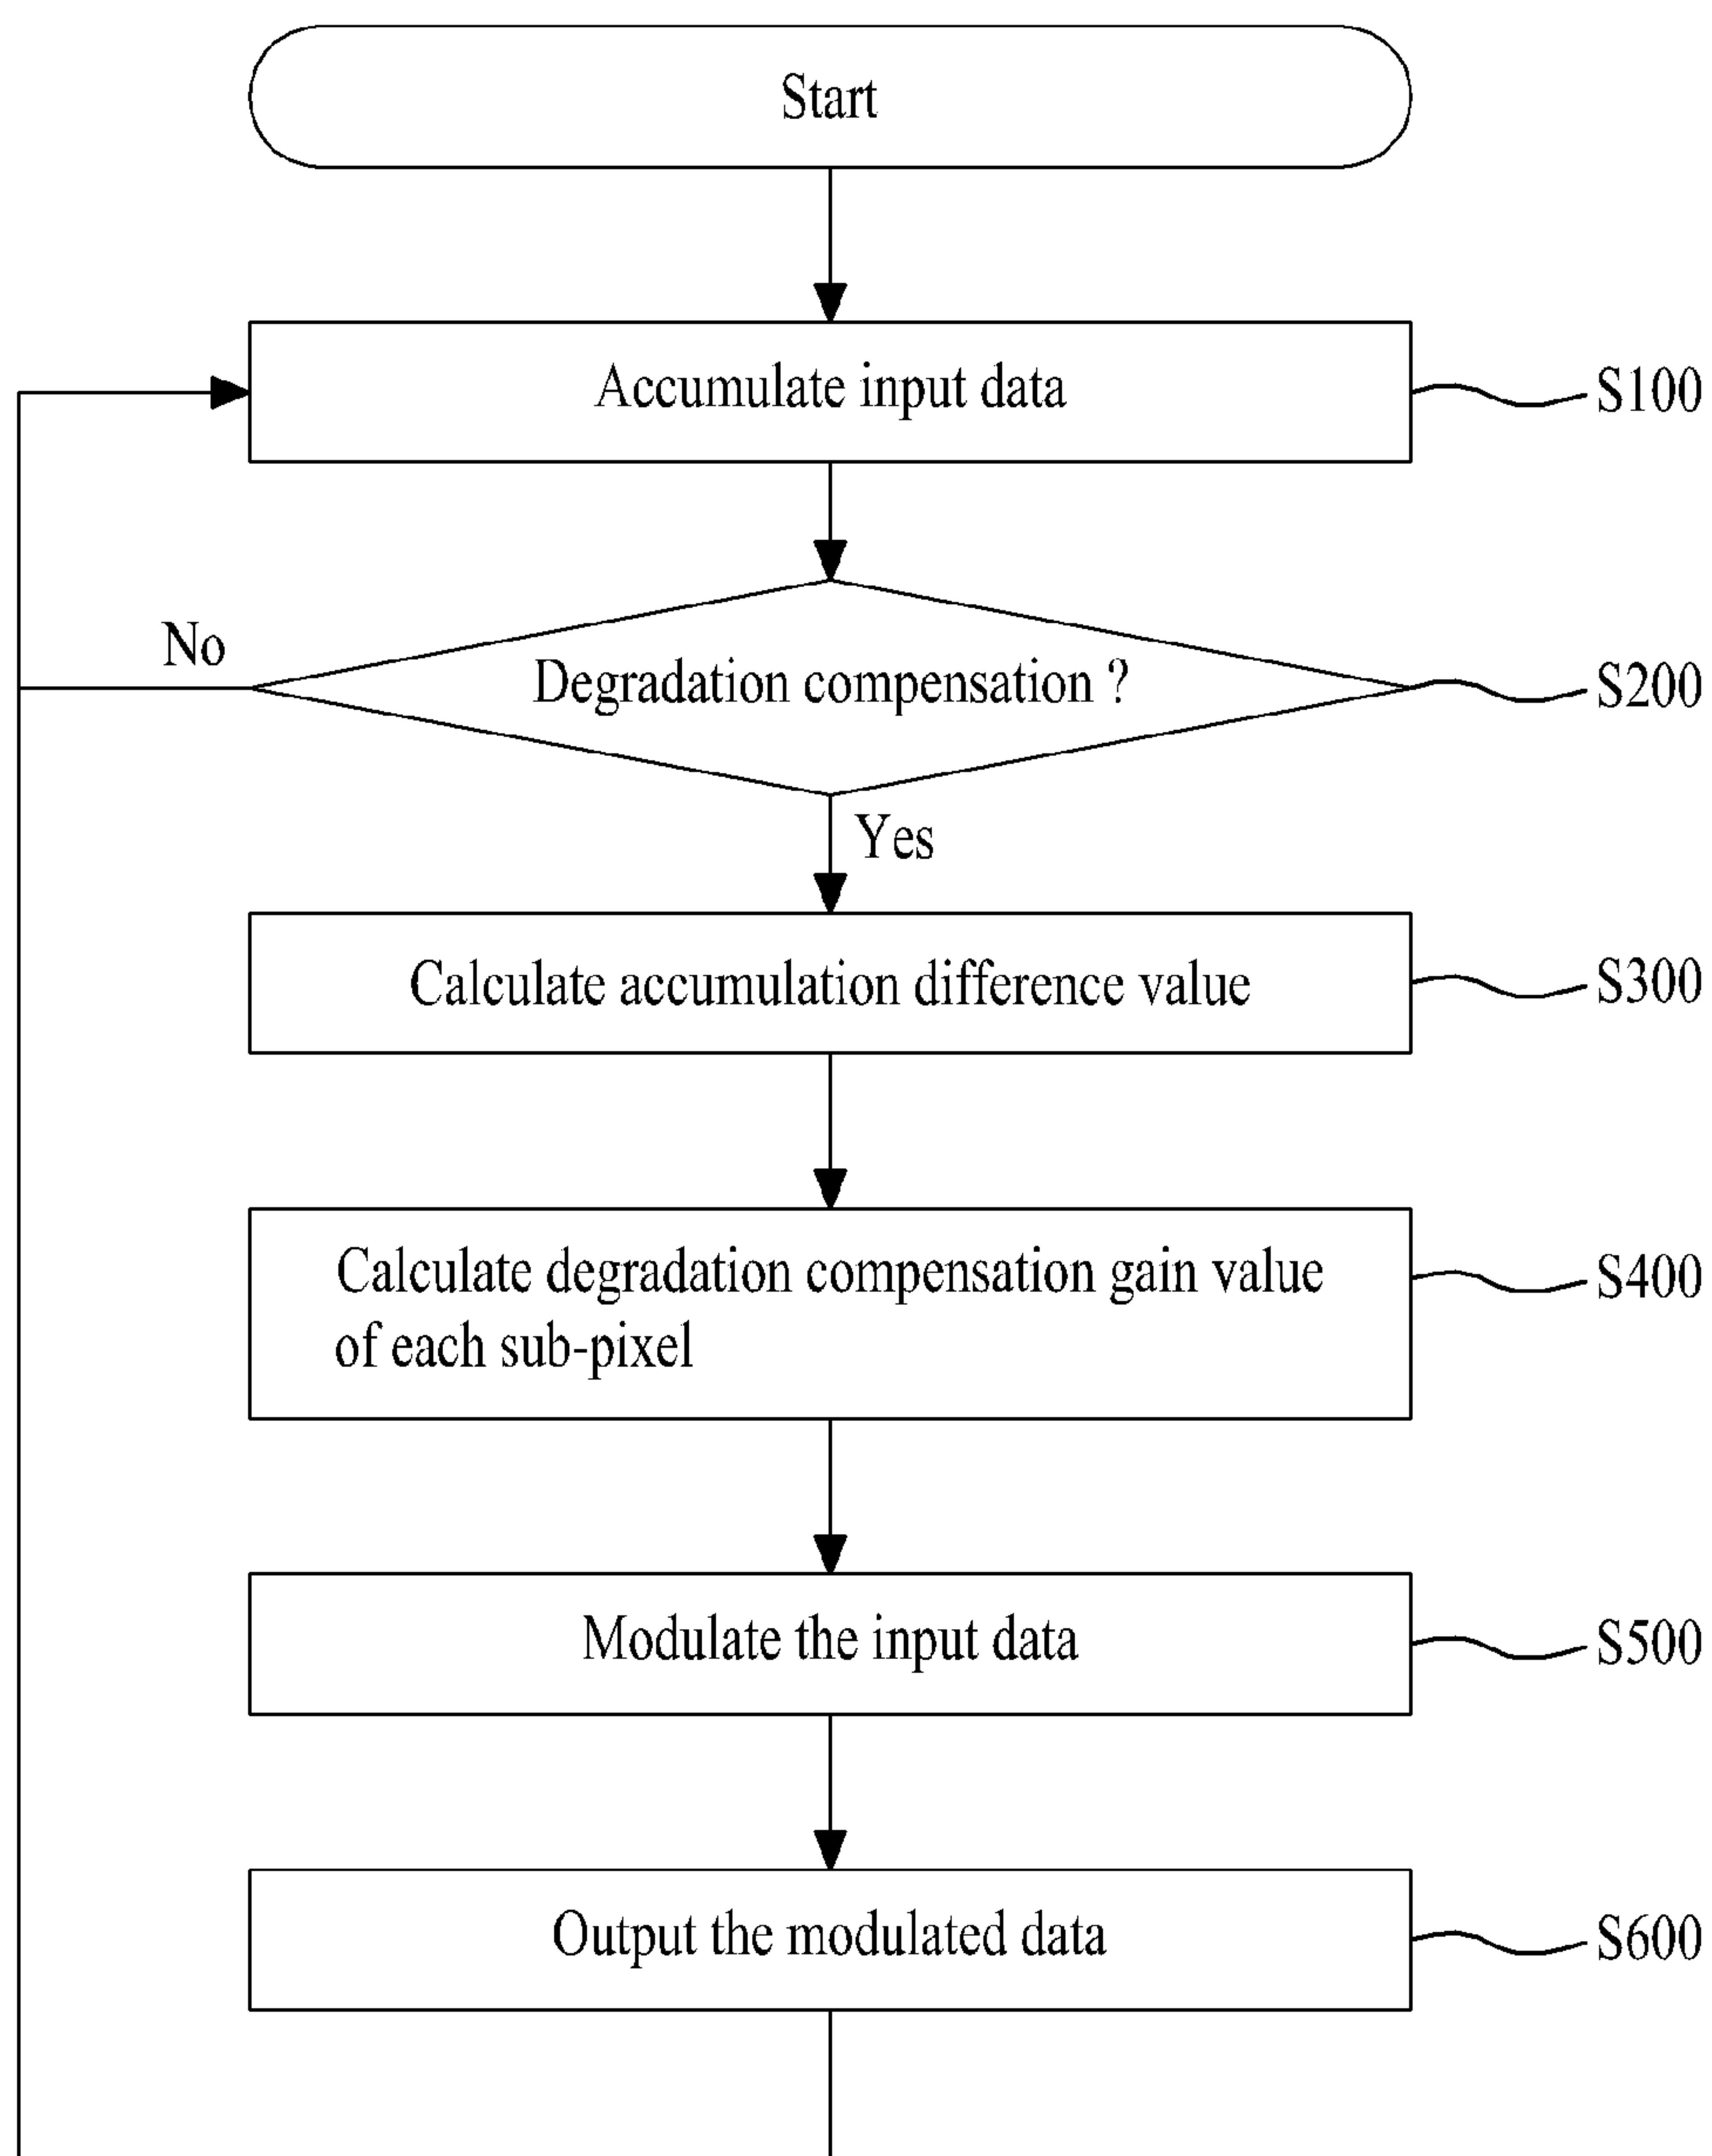 Start
Accumulate input data
S100
No
Degradation compensation ?
S200
Yes
Calculate accumulation difference value
S300
Calculate degradation compensation gain value
of each sub-pixel
S400
Modulate the input data
S500
Output the modulated data
S600